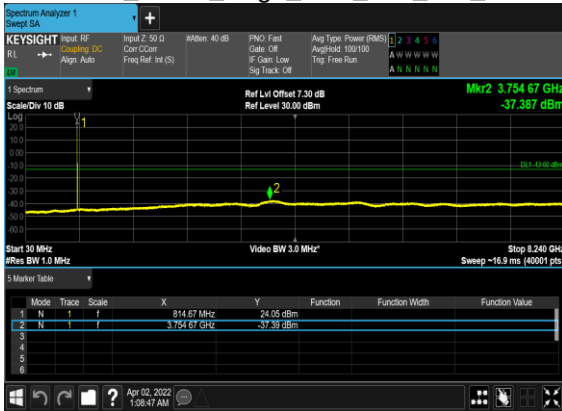 Spectrum Analyzer 1
Swept SA
+
KEYSIGHT Input: RF Input Z: 50 Ω #Atten: 40 dB PNO: Fast Avg Type: Power (RMS) 1 2 3 4 5 6
RL Coupling: DC Corr CCorr Gate: Off Avg|Hold: 100/100 A W W W W W
Align: Auto Freq Ref: Int (S) IF Gain: Low Trig: Free Run
Sig Track: Off A N N N N N
1 Spectrum Ref Lvl Offset 7.30 dB Mkr2 3.754 67 GHz
Scale/Div 10 dB Ref Level 30.00 dBm -37.387 dBm
Log
20.0 1
10.0
0.00
-10.0 DL1 -13.00 dBm
-20.0
-30.0 2
-40.0
-50.0
-60.0
Start 30 MHz Video BW 3.0 MHz* Stop 8.240 GHz
#Res BW 1.0 MHz Sweep ~16.9 ms (40001 pts)
5 Marker Table
Mode Trace Scale X Y Function Function Width Function Value
1 N 1 f 814.67 MHz 24.05 dBm
2 N 1 f 3.754 67 GHz -37.39 dBm
3
4
5
6
? Apr 02, 2022
1:08:47 AM